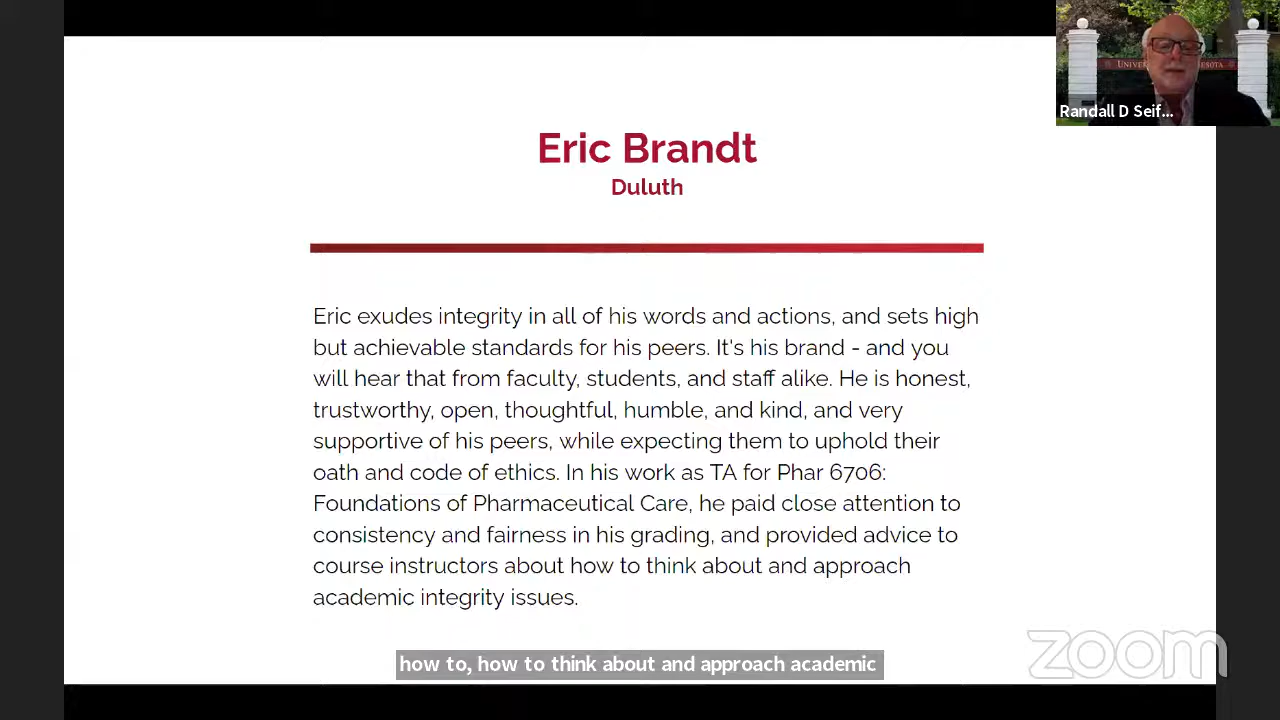 UNIVE
Randall D Seif...
Eric Brandt
Duluth
Eric exudes integrity in all of his words and actions, and sets high
but achievable standards for his peers. It's his brand - and you
will hear that from faculty, students, and staff alike. He is honest,
trustworthy, open, thoughtful, humble, and kind, and very
supportive of his peers, while expecting them to uphold their
oath and code of ethics. In his work as TA for Phar 6706:
Foundations of Pharmaceutical Care, he paid close attention to
consistency and fairness in his grading, and provided advice to
course instructors about how to think about and approach
academic integrity issues.
how to, how to think about and approach academic
zoom